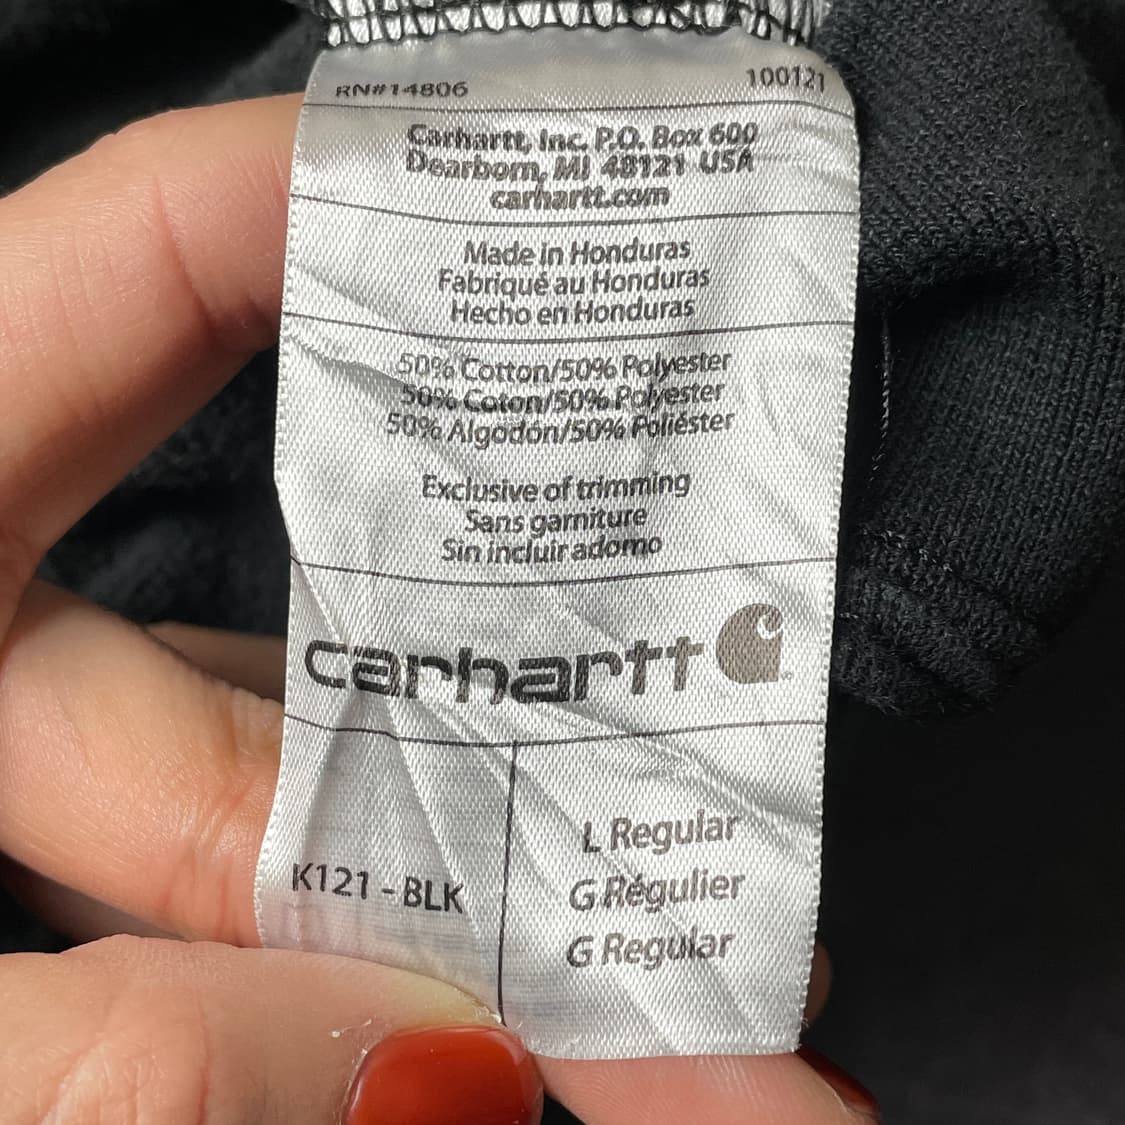 RN#14806 100121
Carhartt, Inc. P.O. Box 600
Dearborn, MI 48121 USA
carhartt.com
Made in Honduras
Fabriqué au Honduras
Hecho en Honduras
50% Cotton/50% Polyester
50% Coton/50% Polyester
50% Algodón/50% Poliéster
Exclusive of trimming
Sans garniture
Sin incluir adorno
carhartt
K121 - BLK
L Regular
G Régulier
G Regular